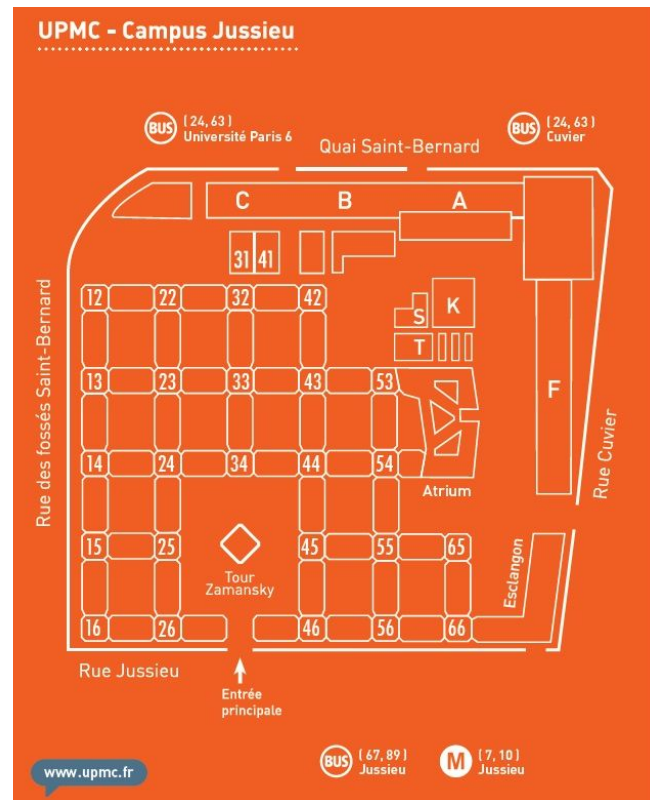 UPMC - Campus Jussieu
BUS (24, 63)
Université Paris 6
BUS (24, 63)
Cuvier
Quai Saint-Bernard
C B A
31 41
12 22 32 42
S K
T
13 23 33 43 53
F
Rue des fossés Saint-Bernard
Rue Cuvier
14 24 34 44 54
Atrium
15 25 45 55 65
Tour
Zamansky
Esclangon
16 26 46 56 66
Rue Jussieu
Entrée
principale
BUS (67, 89)
Jussieu
M (7, 10)
Jussieu
www.upmc.fr